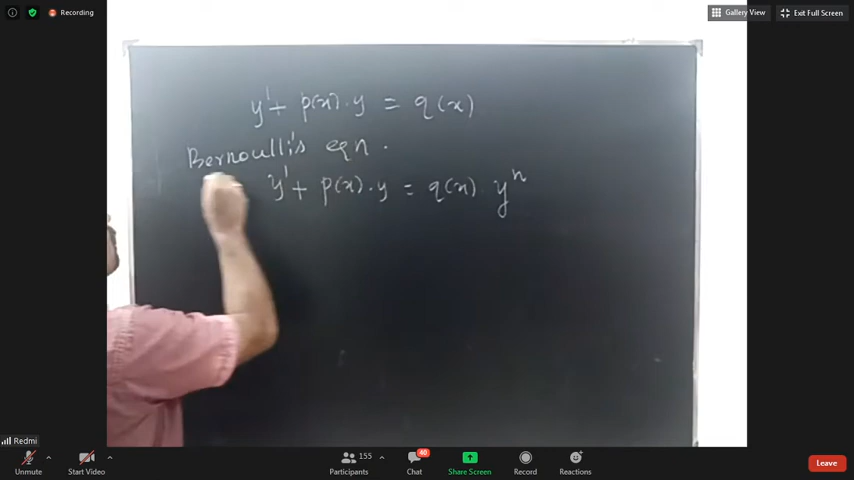 Recording
Gallery View
Exit Full Screen
y' + p(x).y = q(x)
Bernoulli's eqn.
y' + p(x).y = q(x).y^n
Redmi
Unmute
Start Video
155
Participants
40
Chat
Share Screen
Record
Reactions
Leave